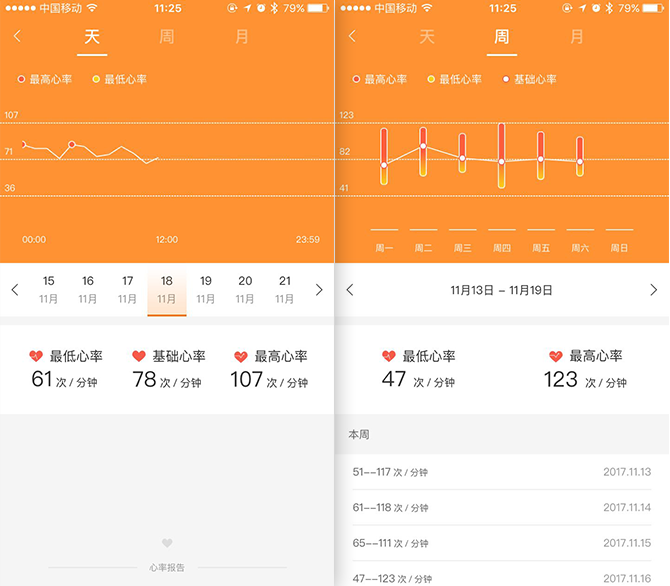 中国移动 11:25 79%
天 周 月
最高心率 最低心率
107
71
36
00:00 12:00 23:59
15 16 17 18 19 20 21
11月 11月 11月 11月 11月 11月 11月
最低心率 基础心率 最高心率
61 次 / 分钟 78 次 / 分钟 107 次 / 分钟
心率报告
中国移动 11:25 79%
天 周 月
最高心率 最低心率 基础心率
123
82
41
周一 周二 周三 周四 周五 周六 周日
11月13日 – 11月19日
最低心率 最高心率
47 次 / 分钟 123 次 / 分钟
本周
51--117 次 / 分钟 2017.11.13
61--118 次 / 分钟 2017.11.14
65--111 次 / 分钟 2017.11.15
47--123 次 / 分钟 2017.11.16